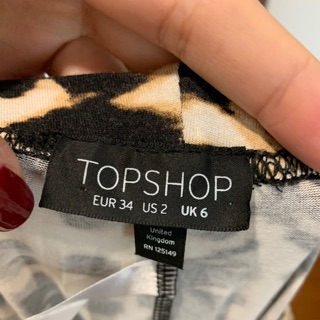 TOPSHOP
EUR 34 US 2 UK 6
United
Kingdom
RN 125149